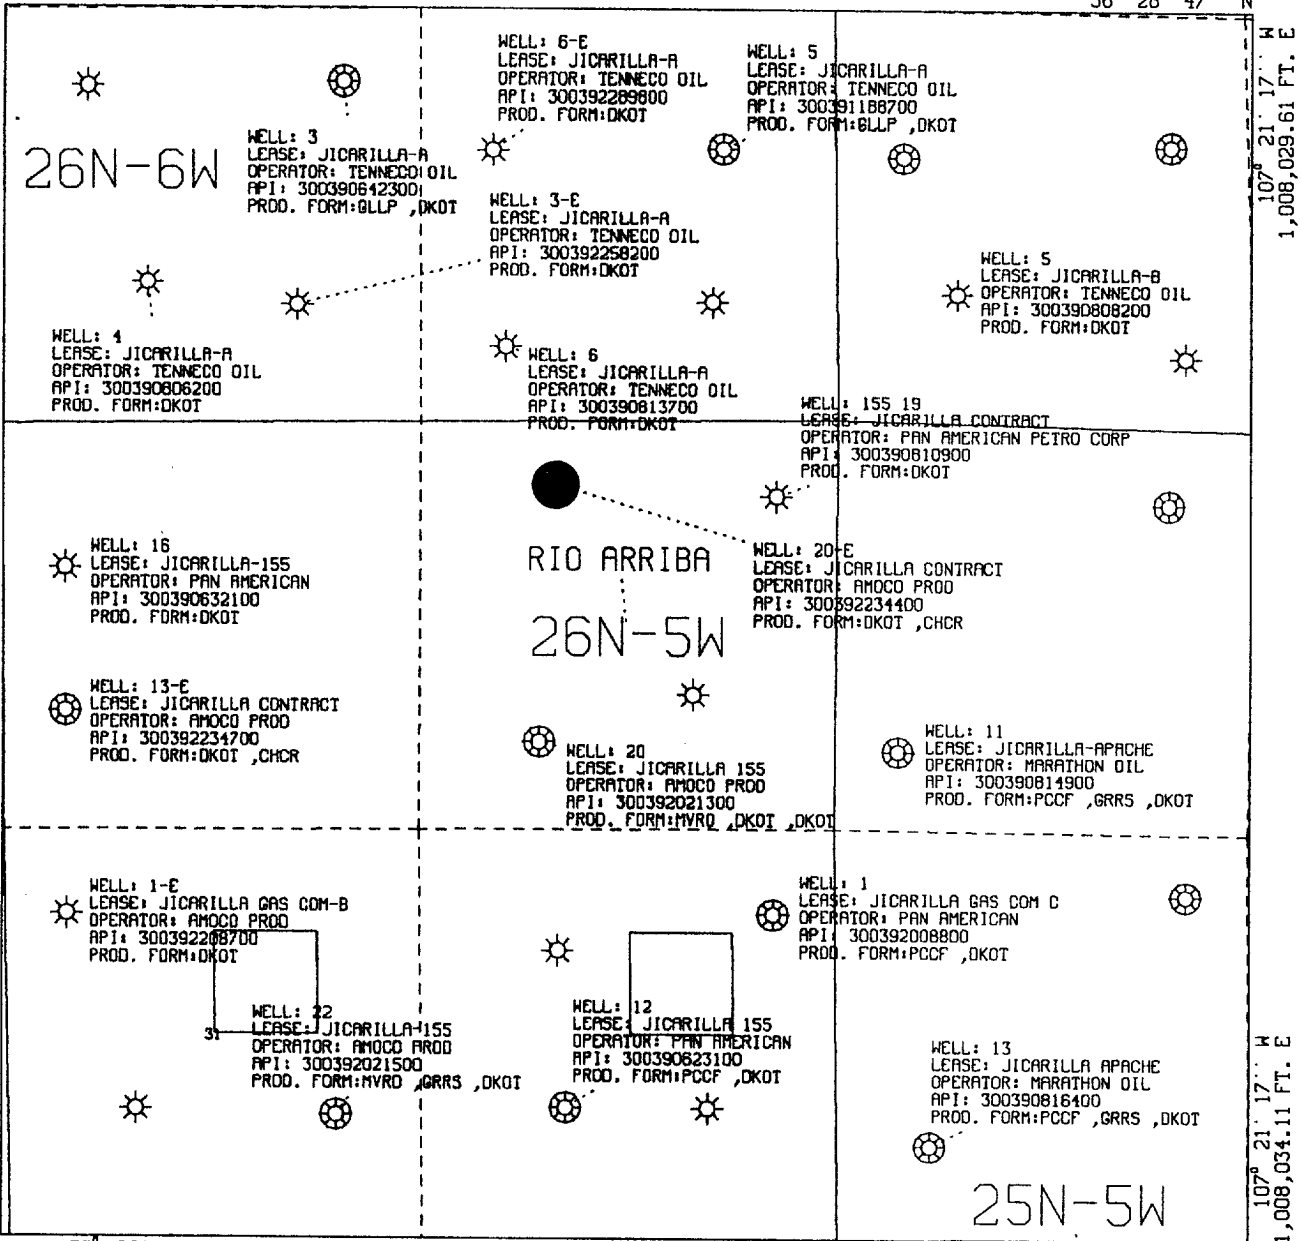 36° 28' 47" N
WELL: 6-E
LEASE: JICARILLA-A
OPERATOR: TENNECO OIL
API: 300392289800
PROD. FORM:DKOT
WELL: 5
LEASE: JICARILLA-A
OPERATOR: TENNECO OIL
API: 300391188700
PROD. FORM:GLLP ,DKOT
107° 21' 17'' W
1,008,029.61 FT. E
26N-6W
WELL: 3
LEASE: JICARILLA-A
OPERATOR: TENNECO OIL
API: 300390642300
PROD. FORM:GLLP ,DKOT
WELL: 3-E
LEASE: JICARILLA-A
OPERATOR: TENNECO OIL
API: 300392258200
PROD. FORM:DKOT
WELL: 5
LEASE: JICARILLA-B
OPERATOR: TENNECO OIL
API: 300390808200
PROD. FORM:DKOT
WELL: 4
LEASE: JICARILLA-A
OPERATOR: TENNECO OIL
API: 300390806200
PROD. FORM:DKOT
WELL: 6
LEASE: JICARILLA-A
OPERATOR: TENNECO OIL
API: 300390813700
PROD. FORM:DKOT
WELL: 155 19
LEASE: JICARILLA CONTRACT
OPERATOR: PAN AMERICAN PETRO CORP
API: 300390810900
PROD. FORM:DKOT
WELL: 16
LEASE: JICARILLA-155
OPERATOR: PAN AMERICAN
API: 300390632100
PROD. FORM:DKOT
RIO ARRIBA
26N-5W
WELL: 20-E
LEASE: JICARILLA CONTRACT
OPERATOR: AMOCO PROD
API: 300392234400
PROD. FORM:DKOT ,CHCR
WELL: 13-E
LEASE: JICARILLA CONTRACT
OPERATOR: AMOCO PROD
API: 300392234700
PROD. FORM:DKOT ,CHCR
WELL: 20
LEASE: JICARILLA 155
OPERATOR: AMOCO PROD
API: 300392021300
PROD. FORM:MVRD ,DKOT ,DKOT
WELL: 11
LEASE: JICARILLA-APACHE
OPERATOR: MARATHON OIL
API: 300390814900
PROD. FORM:PCCF ,GRRS ,DKOT
WELL: 1-E
LEASE: JICARILLA GAS COM-B
OPERATOR: AMOCO PROD
API: 300392208700
PROD. FORM:DKOT
WELL: 1
LEASE: JICARILLA GAS COM C
OPERATOR: PAN AMERICAN
API: 300392008800
PROD. FORM:PCCF ,DKOT
31
WELL: 22
LEASE: JICARILLA-155
OPERATOR: AMOCO PROD
API: 300392021500
PROD. FORM:MVRD ,GRRS ,DKOT
WELL: 12
LEASE: JICARILLA 155
OPERATOR: PAN AMERICAN
API: 300390623100
PROD. FORM:PCCF ,DKOT
WELL: 13
LEASE: JICARILLA APACHE
OPERATOR: MARATHON OIL
API: 300390816400
PROD. FORM:PCCF ,GRRS ,DKOT
25N-5W
107° 21' 17'' W
1,008,034.11 FT. E